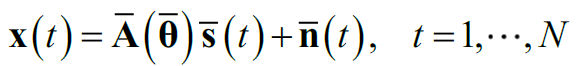 𝐱(t) = 𝐀̅(𝛉̅)𝐬̅(t)+𝐧̅(t),   t = 1,⋯, N